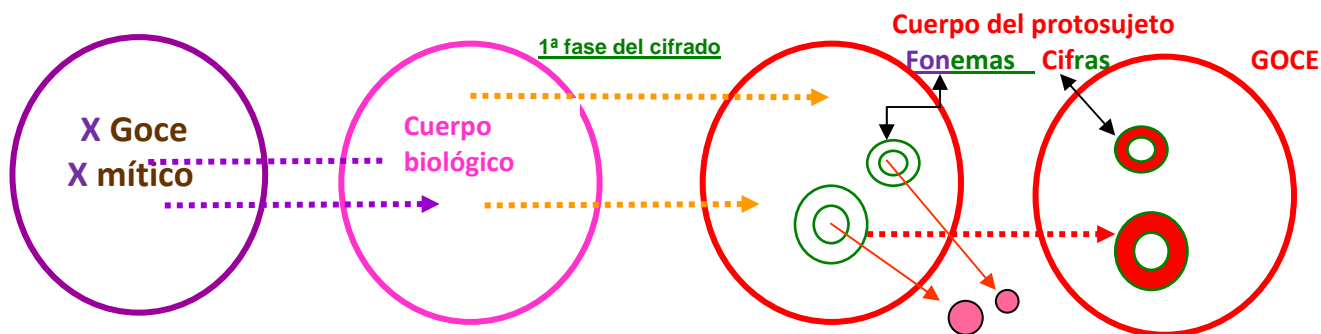 X Goce
X mítico
Cuerpo
biológico
1ª fase del cifrado
Cuerpo del protosujeto
Fonemas Cifras GOCE